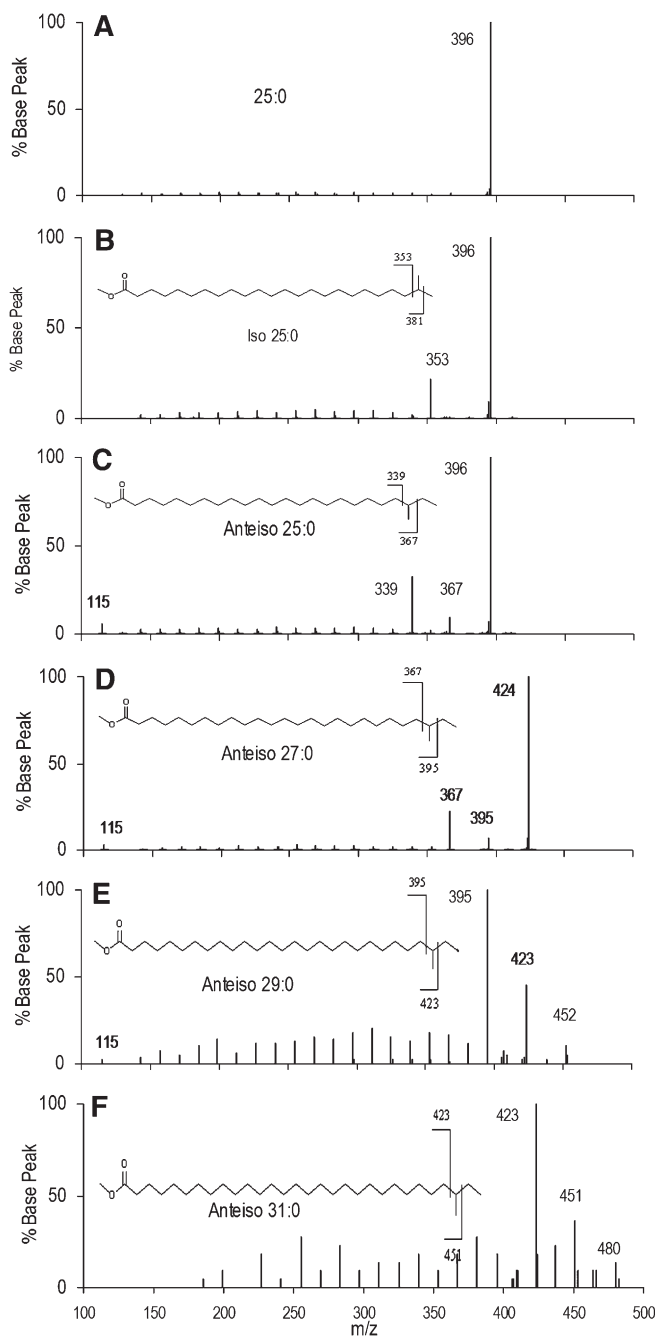 A
100
396
25:0
50
% Base Peak
0
B
100
396
353
O
O
381
Iso 25:0
50
% Base Peak
353
0
C
100
396
339
O
O
367
Anteiso 25:0
50
% Base Peak
339
367
115
0
D
100
424
367
O
O
395
Anteiso 27:0
50
% Base Peak
367
395
115
0
E
100
395
395
O
O
423
423
Anteiso 29:0
50
% Base Peak
452
115
0
F
100
423
423
O
O
451
Anteiso 31:0
50
% Base Peak
451
480
0
100 150 200 250 300 350 400 450 500
m/z